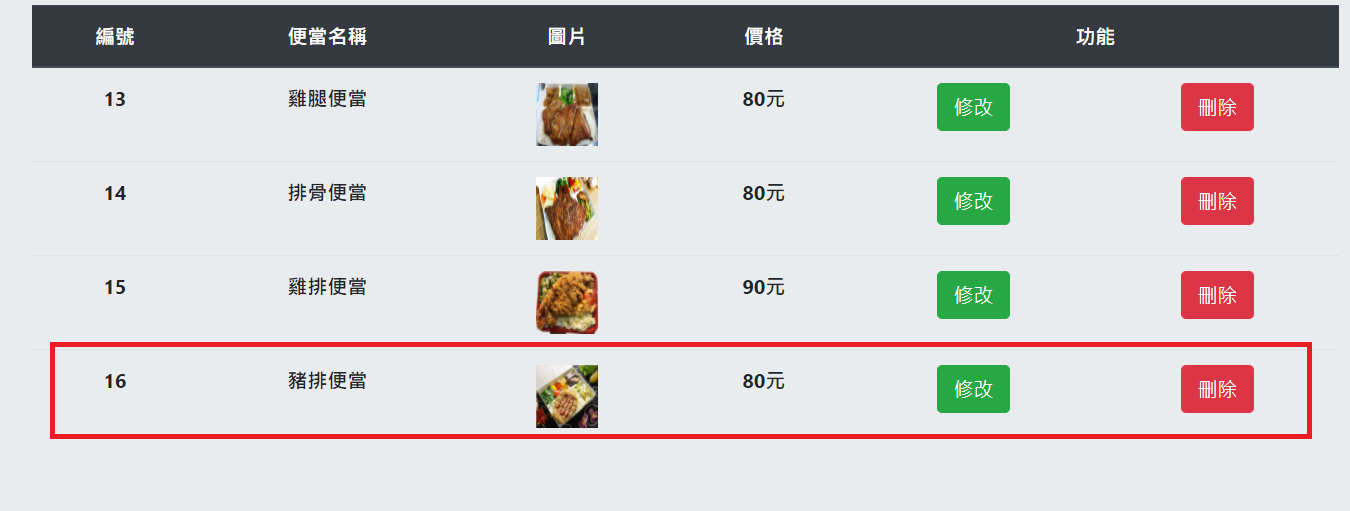 編號 便當名稱 圖片 價格 功能
13 雞腿便當 80元 修改 刪除
14 排骨便當 80元 修改 刪除
15 雞排便當 90元 修改 刪除
16 豬排便當 80元 修改 刪除